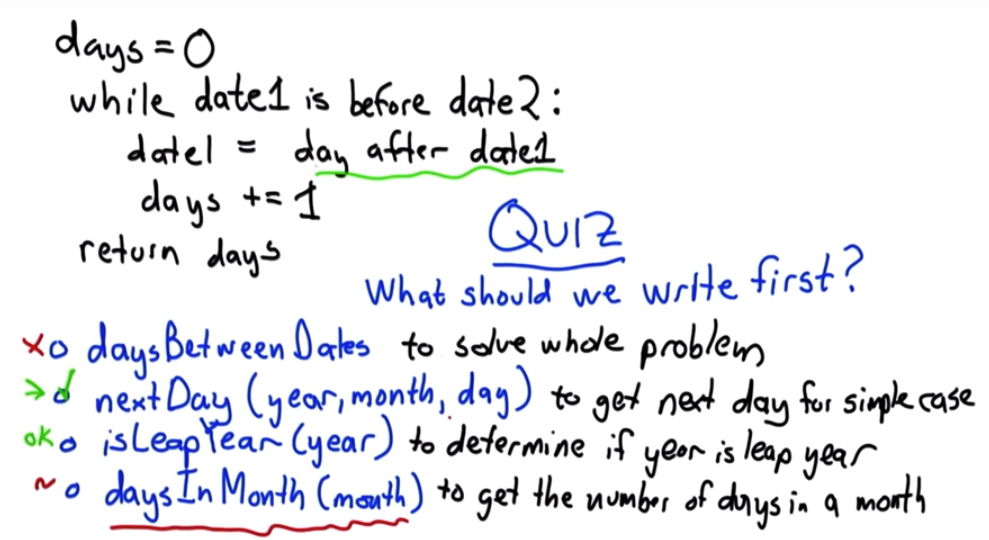 days = 0
while date1 is before date2:
date1 = day after date1
days += 1
return days
QUIZ
What should we write first?
x o daysBetweenDates to solve whole problem
→ o nextDay (year, month, day) to get next day for simple case
ok o isLeapYear (year) to determine if year is leap year
~ o daysInMonth (month) to get the number of days in a month